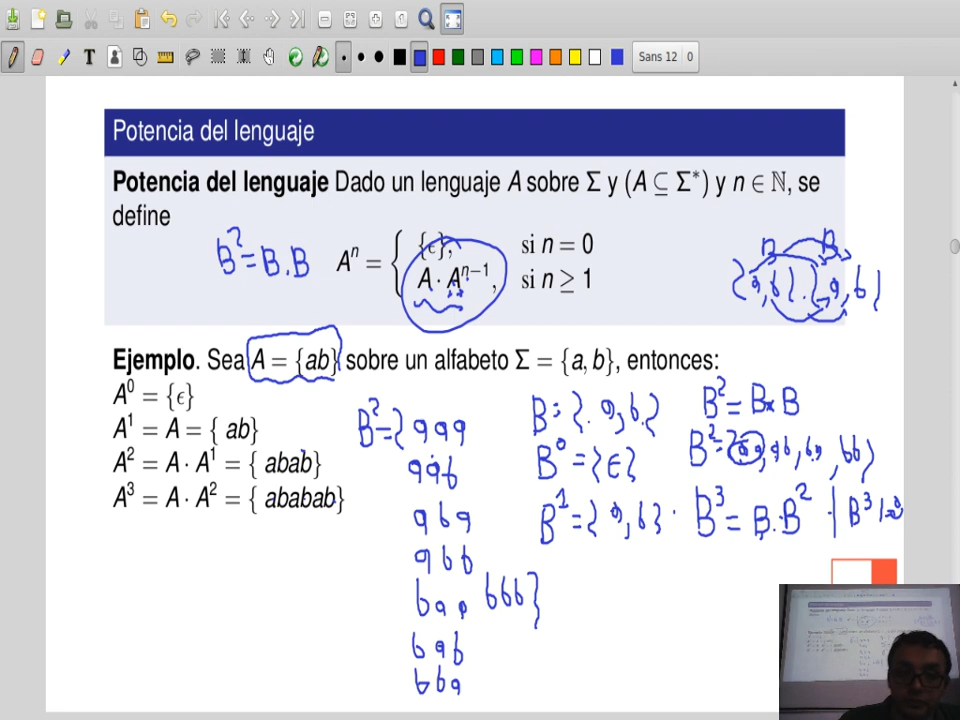 Sans 12 0
Potencia del lenguaje
Potencia del lenguaje Dado un lenguaje A sobre Σ y (A ⊆ Σ*) y n ∈ ℕ, se
define
B² = B.B
Aⁿ = { {ϵ}, si n = 0
A · Aⁿ⁻¹, si n ≥ 1
B
{a,b}.{a,b}
Ejemplo. Sea A = {ab} sobre un alfabeto Σ = {a, b}, entonces:
A⁰ = {ϵ}
A¹ = A = { ab}
A² = A · A¹ = { abab}
A³ = A · A² = { ababab}
B² = { aaa
aab
aba
abb
baa bbb}
bab
bba
B = {a,b}
B⁰ = {ϵ}
B¹ = {a,b}
B² = B B
B² = {aa, ab, ba, bb}
B³ = B.B²